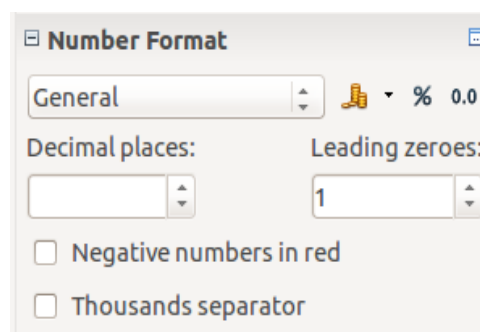 Number Format
General % 0.0
Decimal places: Leading zeroes:
1
Negative numbers in red
Thousands separator